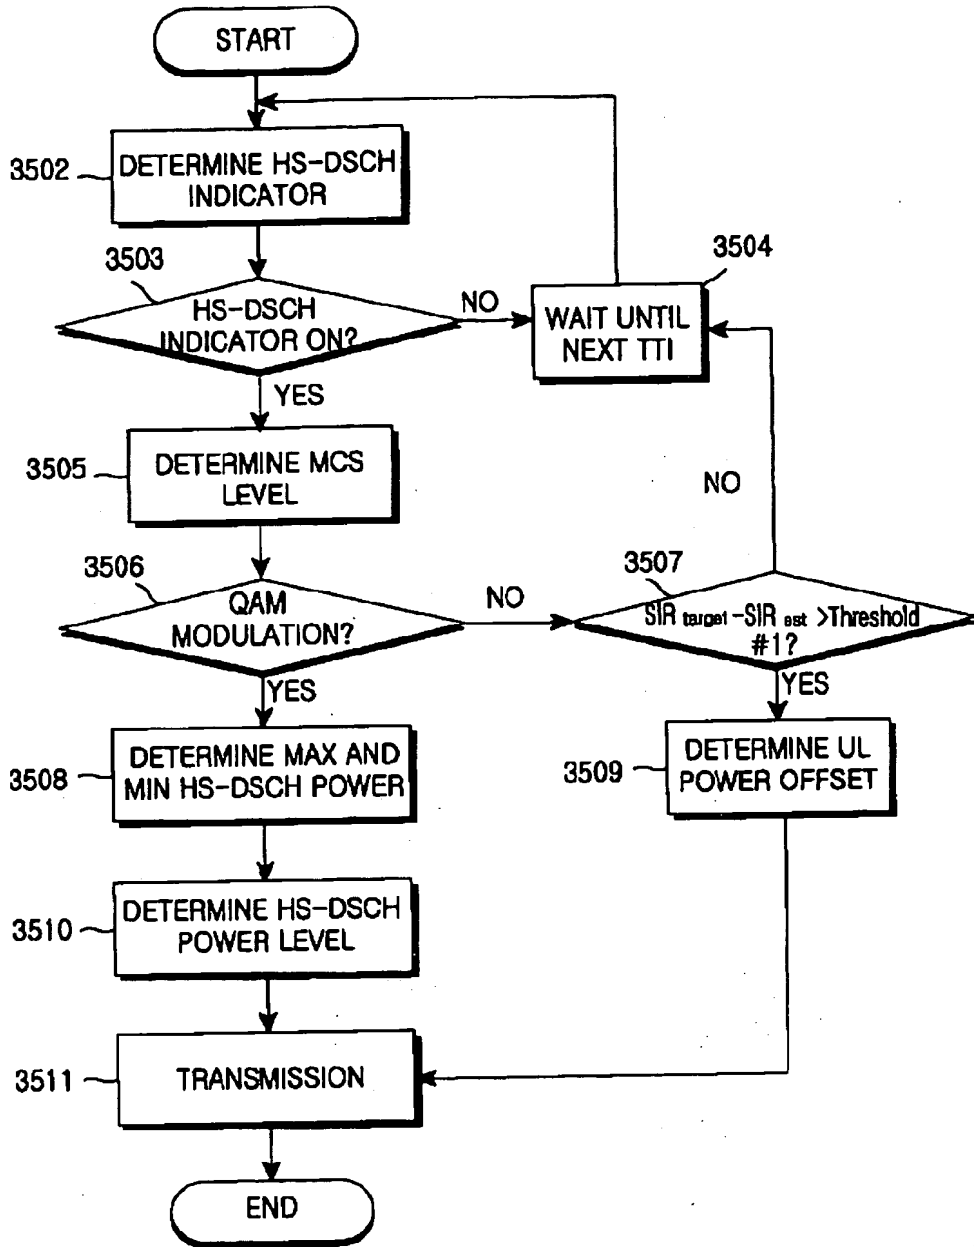 START
3502
DETERMINE HS-DSCH
INDICATOR
3503
HS-DSCH
INDICATOR ON?
NO
3504
WAIT UNTIL
NEXT TTI
YES
3505
DETERMINE MCS
LEVEL
NO
3506
QAM
MODULATION?
NO
3507
SIR target-SIR est >Threshold
#1?
YES
YES
3508
DETERMINE MAX AND
MIN HS-DSCH POWER
3509
DETERMINE UL
POWER OFFSET
3510
DETERMINE HS-DSCH
POWER LEVEL
3511
TRANSMISSION
END